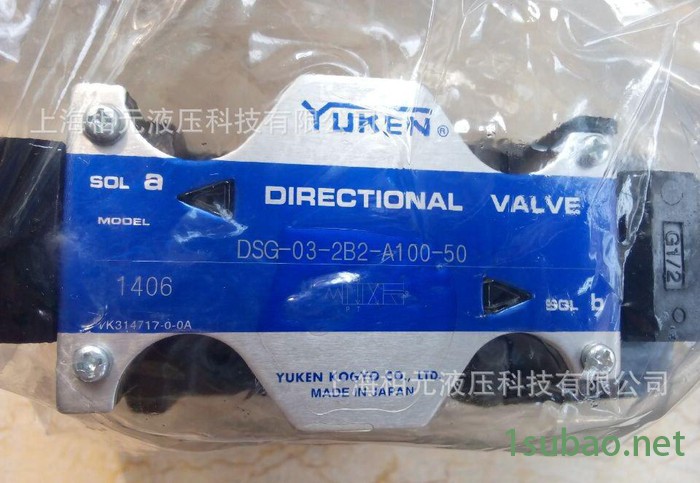 YUKEN®
上海柏元液压科技有限公司
SOL a
DIRECTIONAL VALVE
MODEL
DSG-03-2B2-A100-50
1406
SOL b
VK314717-0-0A
YUKEN KOGYO CO., LTD.
MADE IN JAPAN
上海柏元液压科技有限公司
G1/2
1subao.net